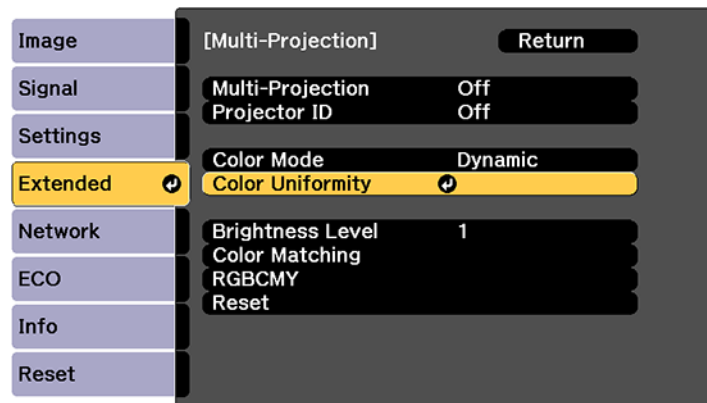 Image
Signal
Settings
Extended
Network
ECO
Info
Reset
[Multi-Projection] Return
Multi-Projection Off
Projector ID Off
Color Mode Dynamic
Color Uniformity
Brightness Level 1
Color Matching
RGBCMY
Reset